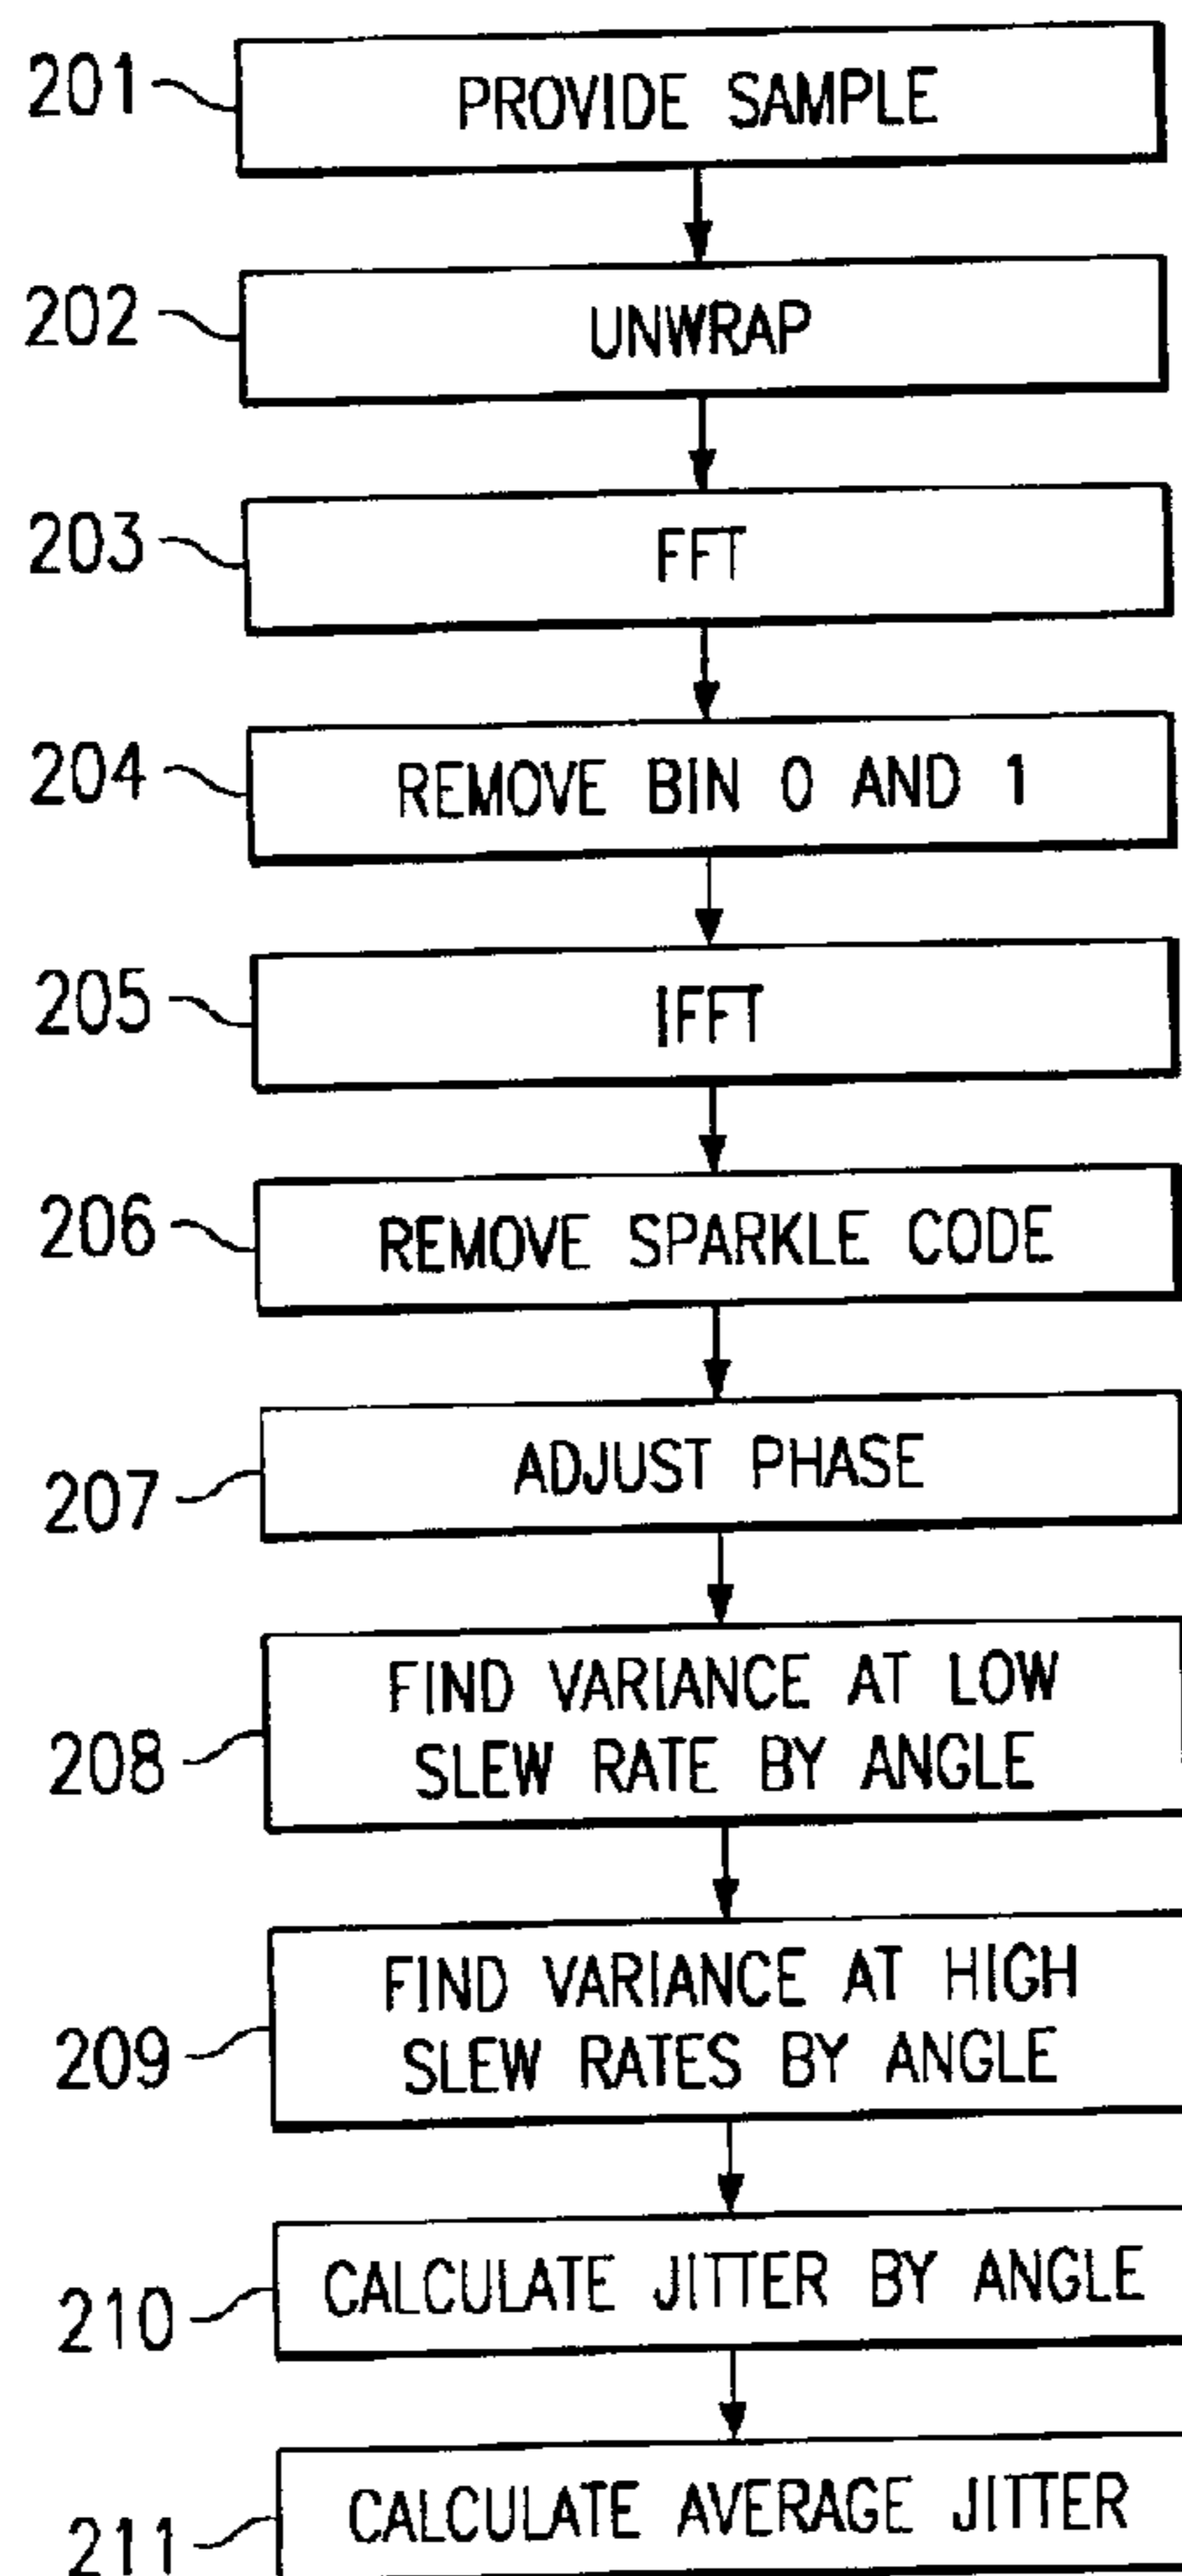 201 PROVIDE SAMPLE
202 UNWRAP
203 FFT
204 REMOVE BIN 0 AND 1
205 IFFT
206 REMOVE SPARKLE CODE
207 ADJUST PHASE
208 FIND VARIANCE AT LOW
SLEW RATE BY ANGLE
209 FIND VARIANCE AT HIGH
SLEW RATES BY ANGLE
210 CALCULATE JITTER BY ANGLE
211 CALCULATE AVERAGE JITTER